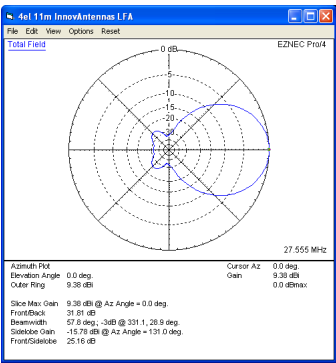 4el 11m InnovAntennas LFA
File Edit View Options Reset
Total Field
EZNEC Pro/4
0 dB
-5
-10
-15
-20
-30
27.555 MHz
Azimuth Plot
Cursor Az 0.0 deg.
Elevation Angle 0.0 deg.
Gain 9.38 dBi
Outer Ring 9.38 dBi
0.0 dBmax
Slice Max Gain 9.38 dBi @ Az Angle = 0.0 deg.
Front/Back 31.81 dB
Beamwidth 57.8 deg.; -3dB @ 331.1, 28.9 deg.
Sidelobe Gain -15.78 dBi @ Az Angle = 131.0 deg.
Front/Sidelobe 25.16 dB